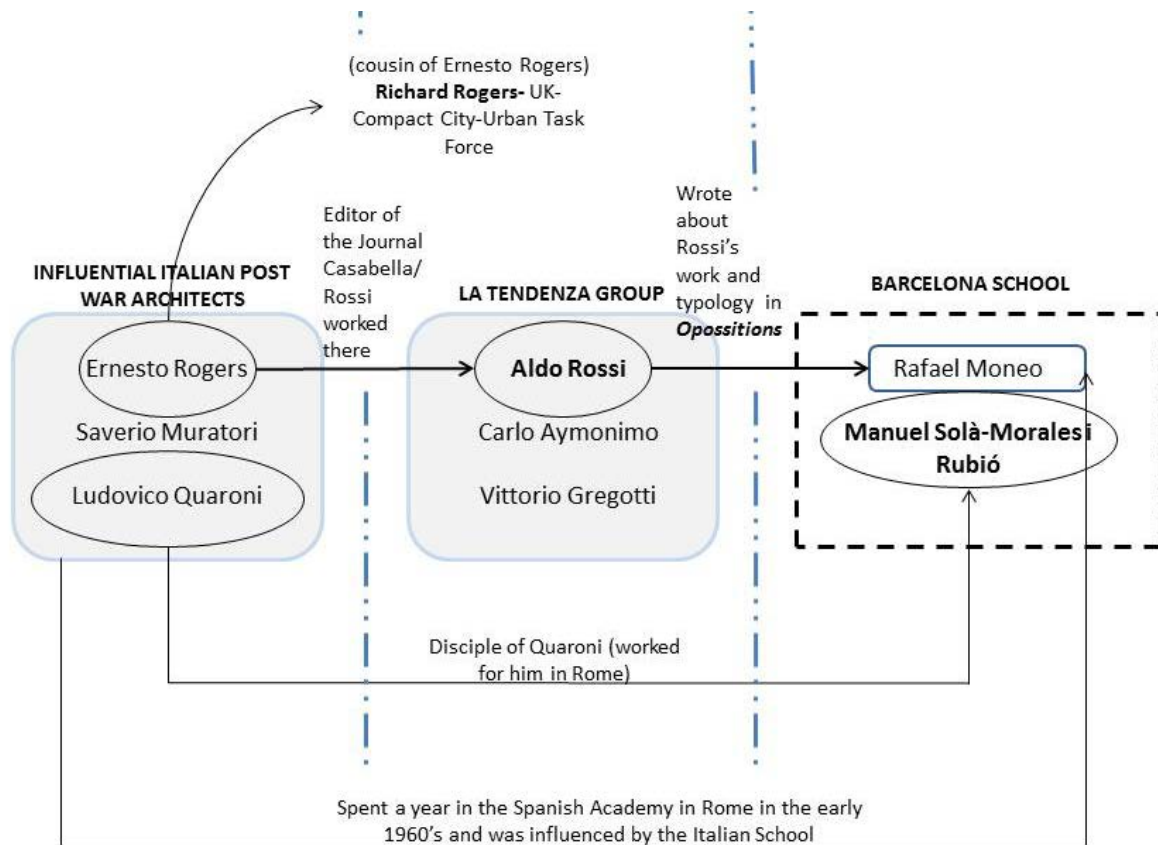 (cousin of Ernesto Rogers)
Richard Rogers- UK-
Compact City-Urban Task
Force
Editor of
the Journal
Casabella/
Rossi
worked
there
Wrote
about
Rossi's
work and
typology in
Opossitions
INFLUENTIAL ITALIAN POST
WAR ARCHITECTS
Ernesto Rogers
Saverio Muratori
Ludovico Quaroni
LA TENDENZA GROUP
Aldo Rossi
Carlo Aymonimo
Vittorio Gregotti
BARCELONA SCHOOL
Rafael Moneo
Manuel Solà-Morales i
Rubió
Disciple of Quaroni (worked
for him in Rome)
Spent a year in the Spanish Academy in Rome in the early
1960's and was influenced by the Italian School